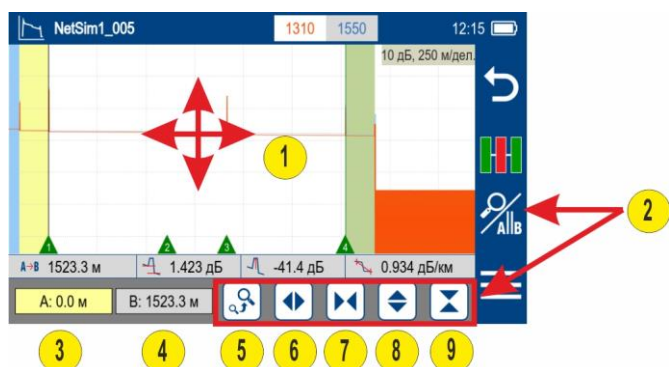 NetSim1_005 1310 1550 12:15
10 дБ, 250 м/дел.
1
2
A||B
1 2 3 4
A→B 1523.3 м 1.423 дБ -41.4 дБ 0.934 дБ/км
A: 0.0 м B: 1523.3 м
3 4 5 6 7 8 9